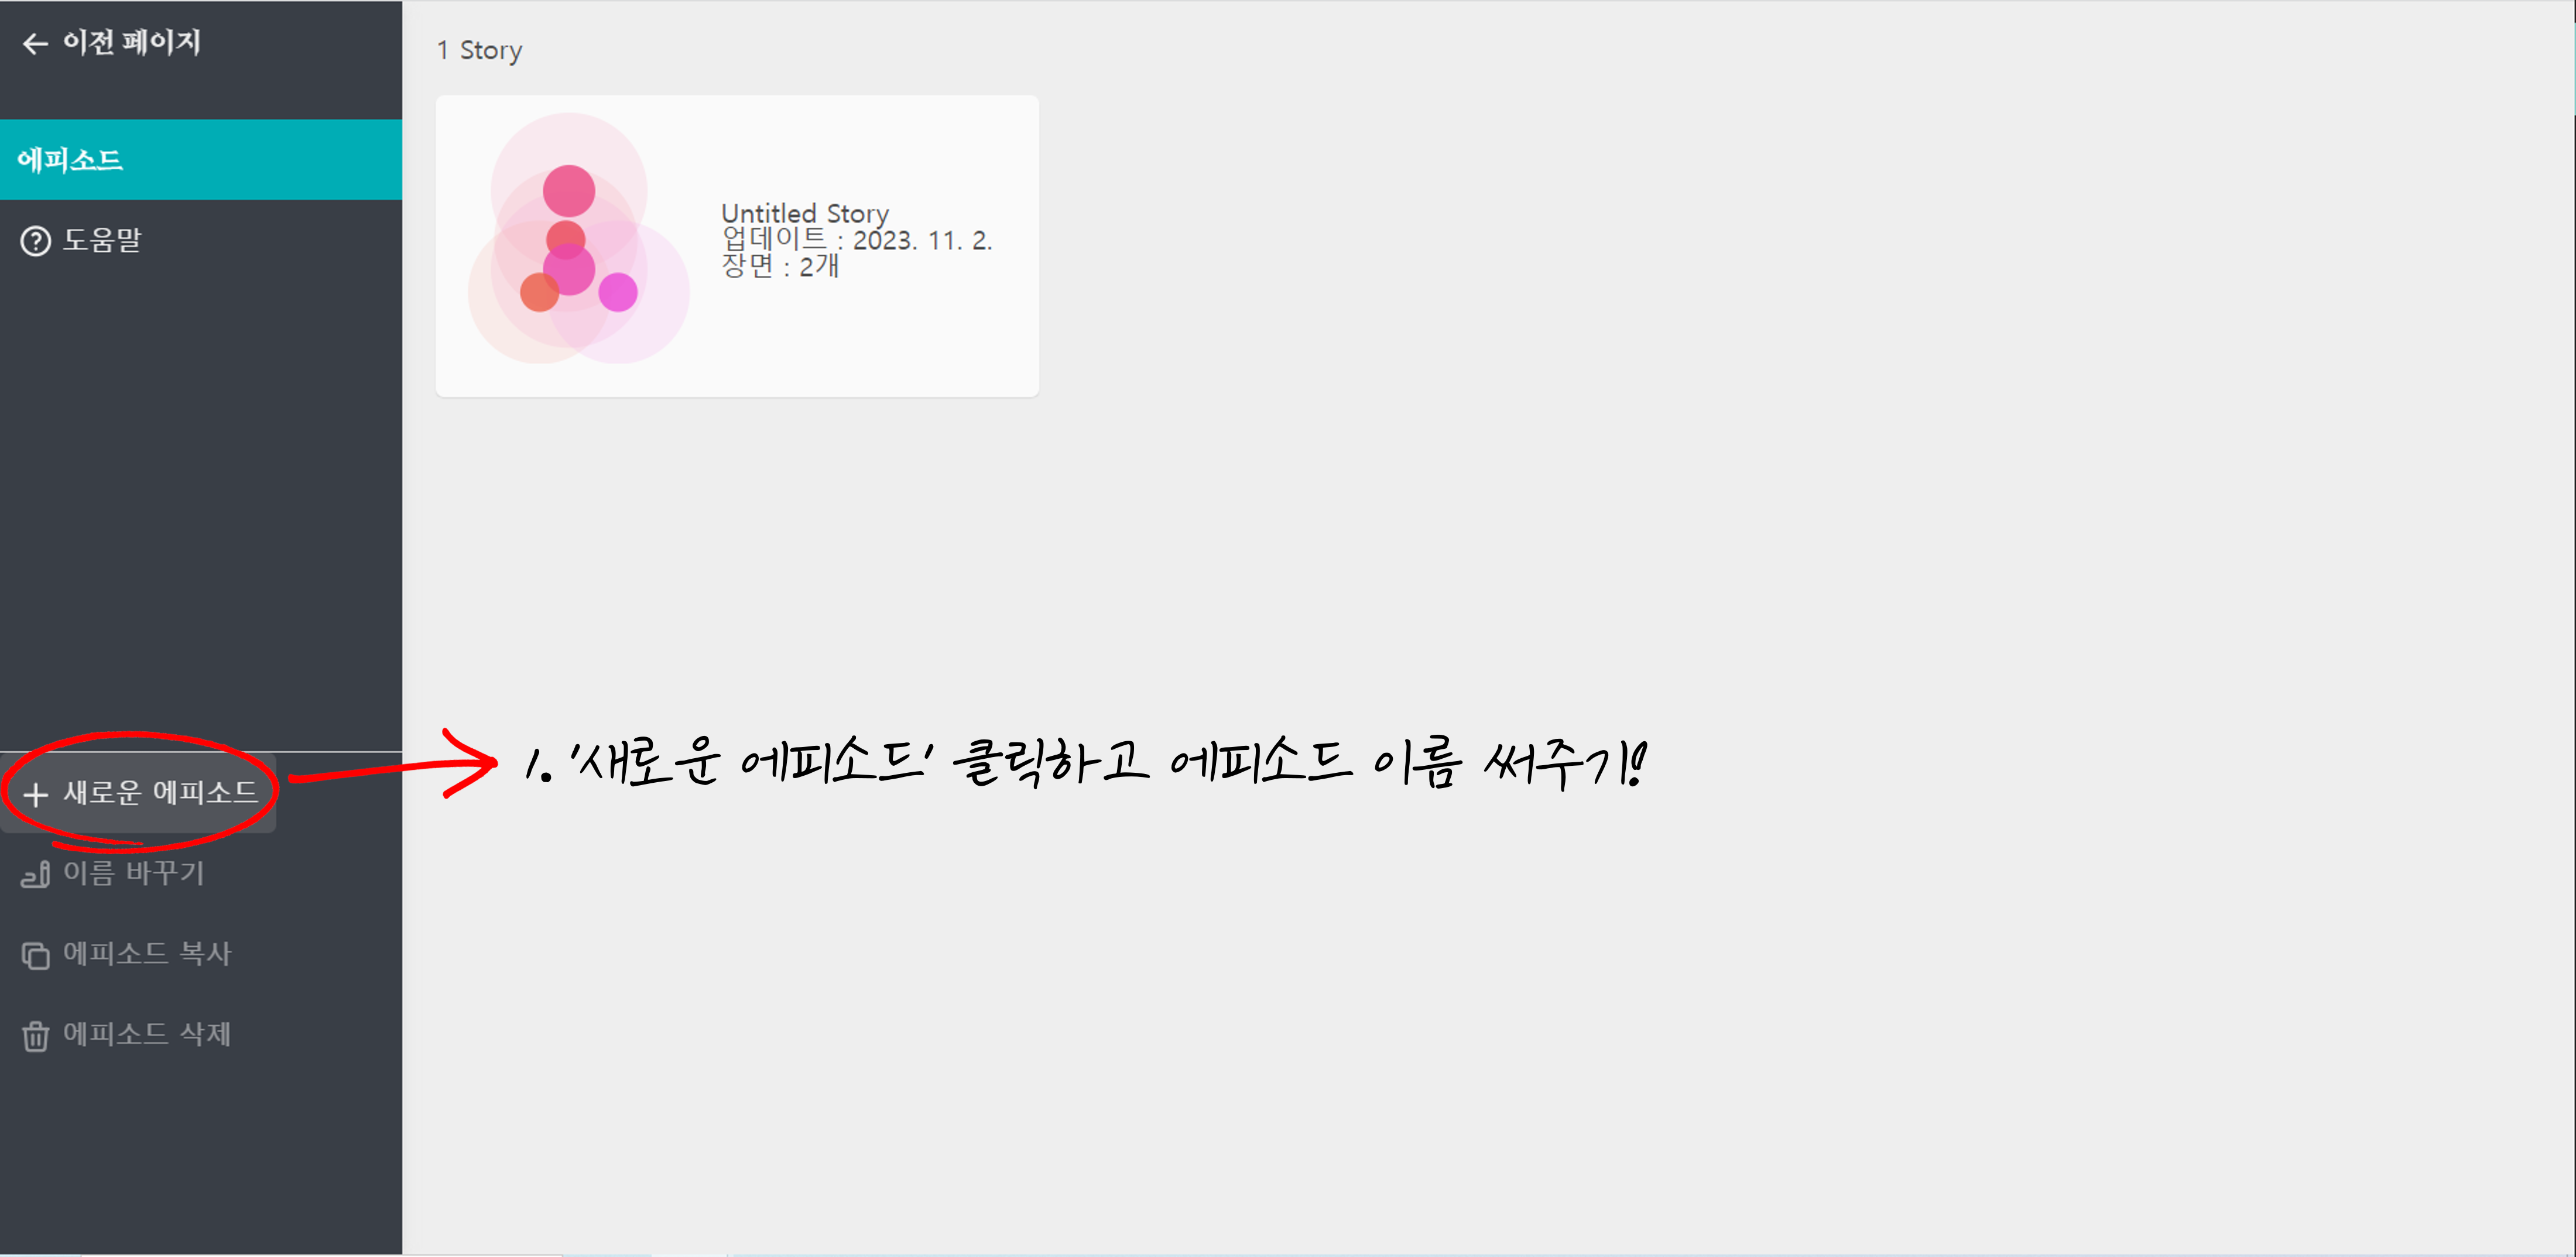 이전 페이지
에피소드
도움말
새로운 에피소드
이름 바꾸기
에피소드 복사
에피소드 삭제
1 Story
Untitled Story
업데이트 : 2023. 11. 2.
장면 : 2개
1. '새로운 에피소드' 클릭하고 에피소드 이름 써주기!